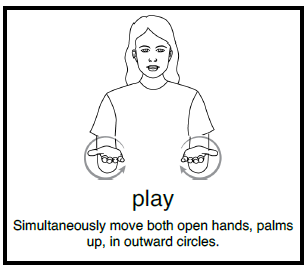 play
Simultaneously move both open hands, palms
up, in outward circles.